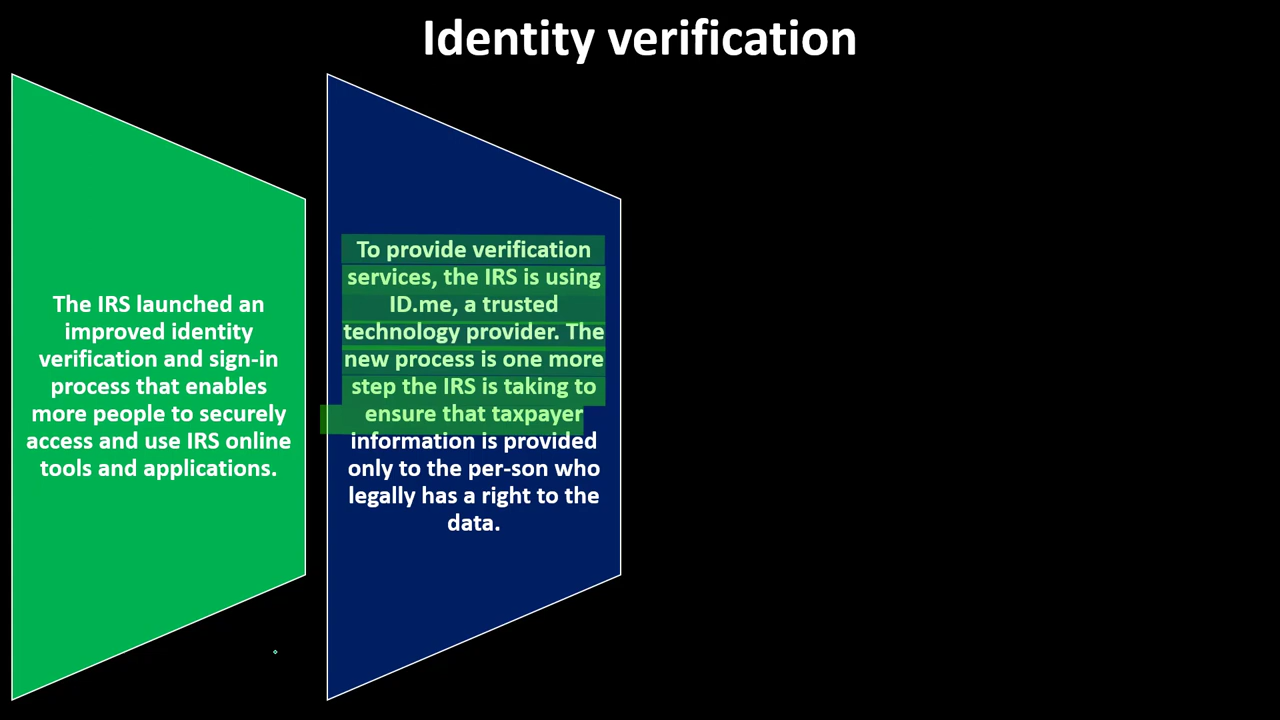 Identity verification
The IRS launched an
improved identity
verification and sign-in
process that enables
more people to securely
access and use IRS online
tools and applications.
To provide verification
services, the IRS is using
ID.me, a trusted
technology provider. The
new process is one more
step the IRS is taking to
ensure that taxpayer
information is provided
only to the per-son who
legally has a right to the
data.